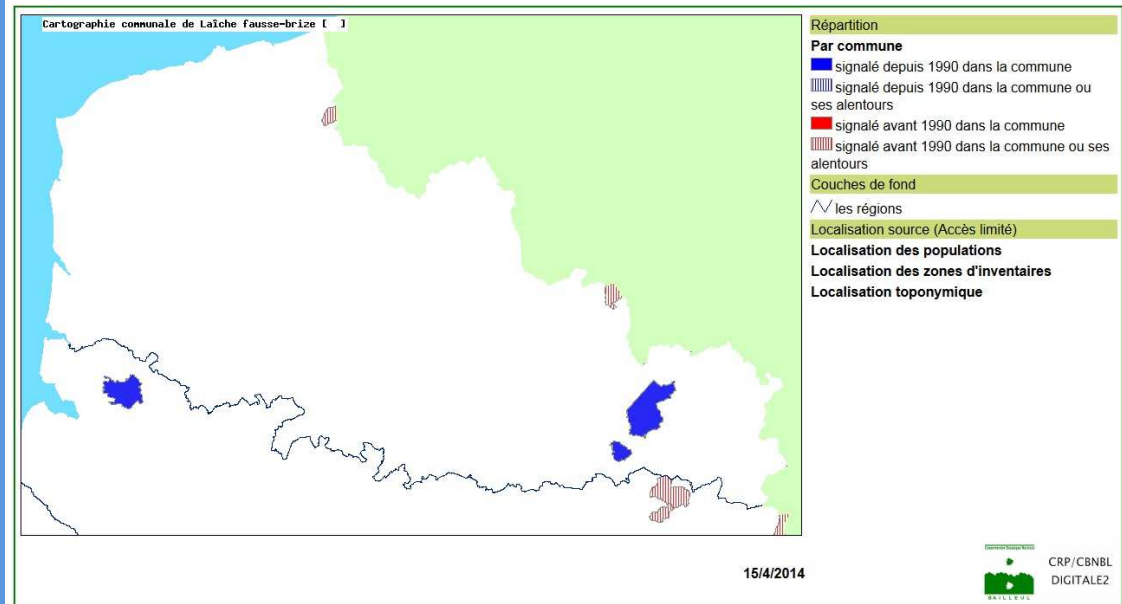 Cartographie communale de Laîche fausse-brize [ ]
Répartition
Par commune
signalé depuis 1990 dans la commune
signalé depuis 1990 dans la commune ou
ses alentours
signalé avant 1990 dans la commune
signalé avant 1990 dans la commune ou ses
alentours
Couches de fond
les régions
Localisation source (Accès limité)
Localisation des populations
Localisation des zones d'inventaires
Localisation toponymique
15/4/2014
CRP/CBNBL
DIGITALE2
BAILLEUL